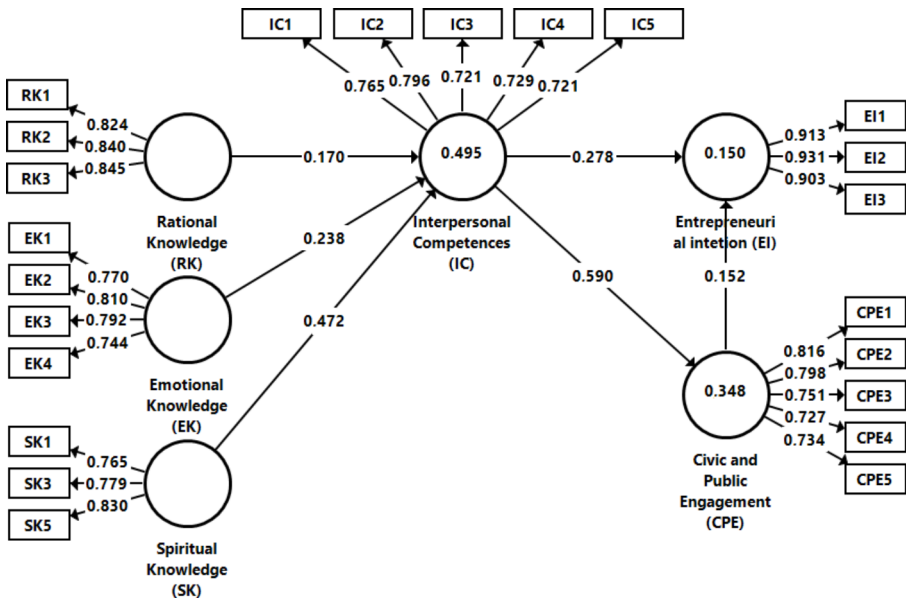 IC1
IC2
IC3
IC4
IC5
0.765
0.796
0.721
0.729
0.721
RK1
RK2
RK3
0.824
0.840
0.845
Rational
Knowledge
(RK)
0.170
0.495
Interpersonal
Competences
(IC)
0.278
0.150
Entrepreneuri
al intetion (EI)
0.913
0.931
0.903
EI1
EI2
EI3
EK1
EK2
EK3
EK4
0.770
0.810
0.792
0.744
Emotional
Knowledge
(EK)
0.238
0.472
0.590
0.152
SK1
SK3
SK5
0.765
0.779
0.830
Spiritual
Knowledge
(SK)
0.348
Civic and
Public
Engagement
(CPE)
0.816
0.798
0.751
0.727
0.734
CPE1
CPE2
CPE3
CPE4
CPE5